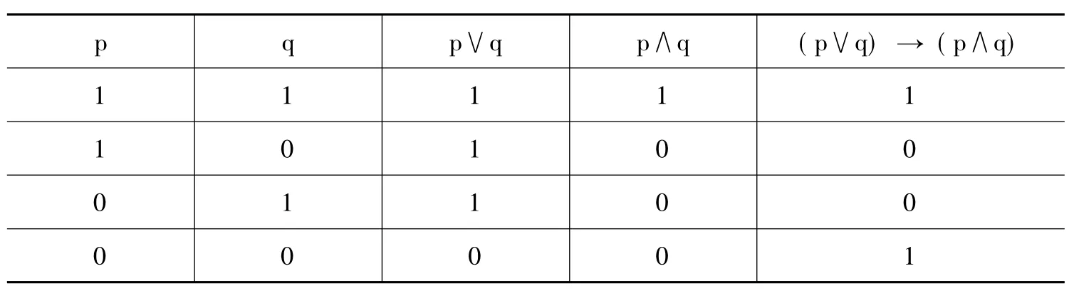 p q p∨q p∧q ( p∨q) → ( p∧q)
1 1 1 1 1
1 0 1 0 0
0 1 1 0 0
0 0 0 0 1